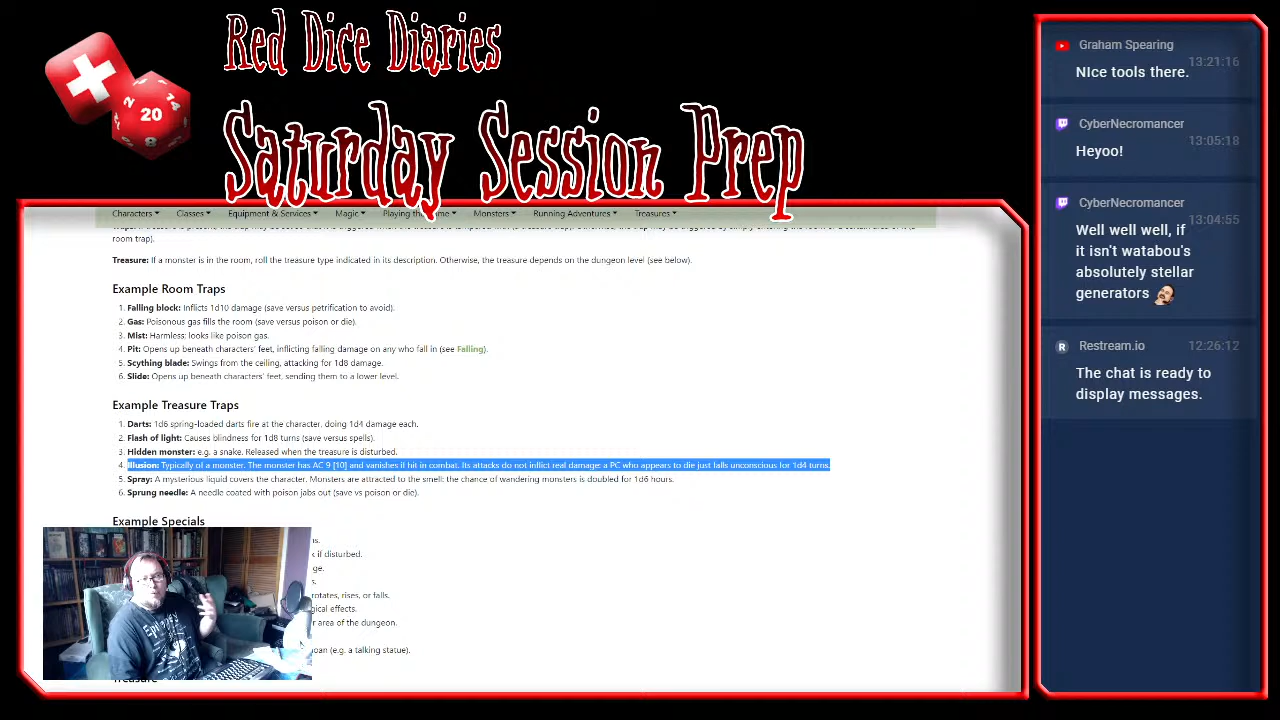 Red Dice Diaries
Saturday Session Prep
20
14
2
8
Characters Classes Equipment & Services Magic Playing the Game Monsters Running Adventures Treasures
room trap).
Treasure: If a monster is in the room, roll the treasure type indicated in its description. Otherwise, the treasure depends on the dungeon level (see below).
Example Room Traps
1. Falling block: Inflicts 1d10 damage (save versus petrification to avoid).
2. Gas: Poisonous gas fills the room (save versus poison or die).
3. Mist: Harmless; looks like poison gas.
4. Pit: Opens up beneath characters' feet, inflicting falling damage on any who fall in (see Falling).
5. Scything blade: Swings from the ceiling, attacking for 1d8 damage.
6. Slide: Opens up beneath characters' feet, sending them to a lower level.
Example Treasure Traps
1. Darts: 1d6 spring-loaded darts fire at the character, doing 1d4 damage each.
2. Flash of light: Causes blindness for 1d8 turns (save versus spells).
3. Hidden monster: e.g. a snake. Released when the treasure is disturbed.
4. Illusion: Typically of a monster. The monster has AC 9 [10] and vanishes if hit in combat. Its attacks do not inflict real damage: a PC who appears to die just falls unconscious for 1d4 turns.
5. Spray: A mysterious liquid covers the character. Monsters are attracted to the smell: the chance of wandering monsters is doubled for 1d6 hours.
6. Sprung needle: A needle coated with poison jabs out (save vs poison or die).
Example Specials
if disturbed.
rotates, rises, or falls.
gical effects.
r area of the dungeon.
oan (e.g. a talking statue).
Treasure
Graham Spearing
13:21:16
NIce tools there.
CyberNecromancer
13:05:18
Heyoo!
CyberNecromancer
13:04:55
Well well well, if
it isn't watabou's
absolutely stellar
generators
R
Restream.io
12:26:12
The chat is ready to
display messages.